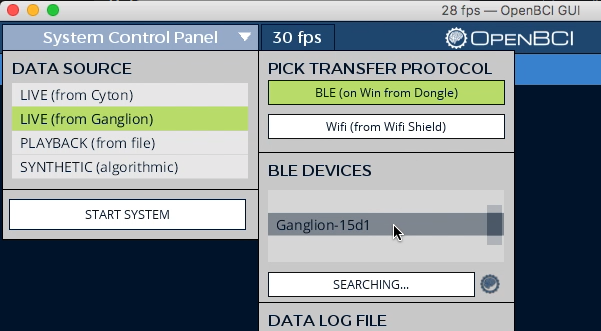 28 fps — OpenBCI GUI
System Control Panel
30 fps
OPENBCI
DATA SOURCE
LIVE (from Cyton)
LIVE (from Ganglion)
PLAYBACK (from file)
SYNTHETIC (algorithmic)
START SYSTEM
PICK TRANSFER PROTOCOL
BLE (on Win from Dongle)
Wifi (from Wifi Shield)
BLE DEVICES
Ganglion-15d1
SEARCHING...
DATA LOG FILE